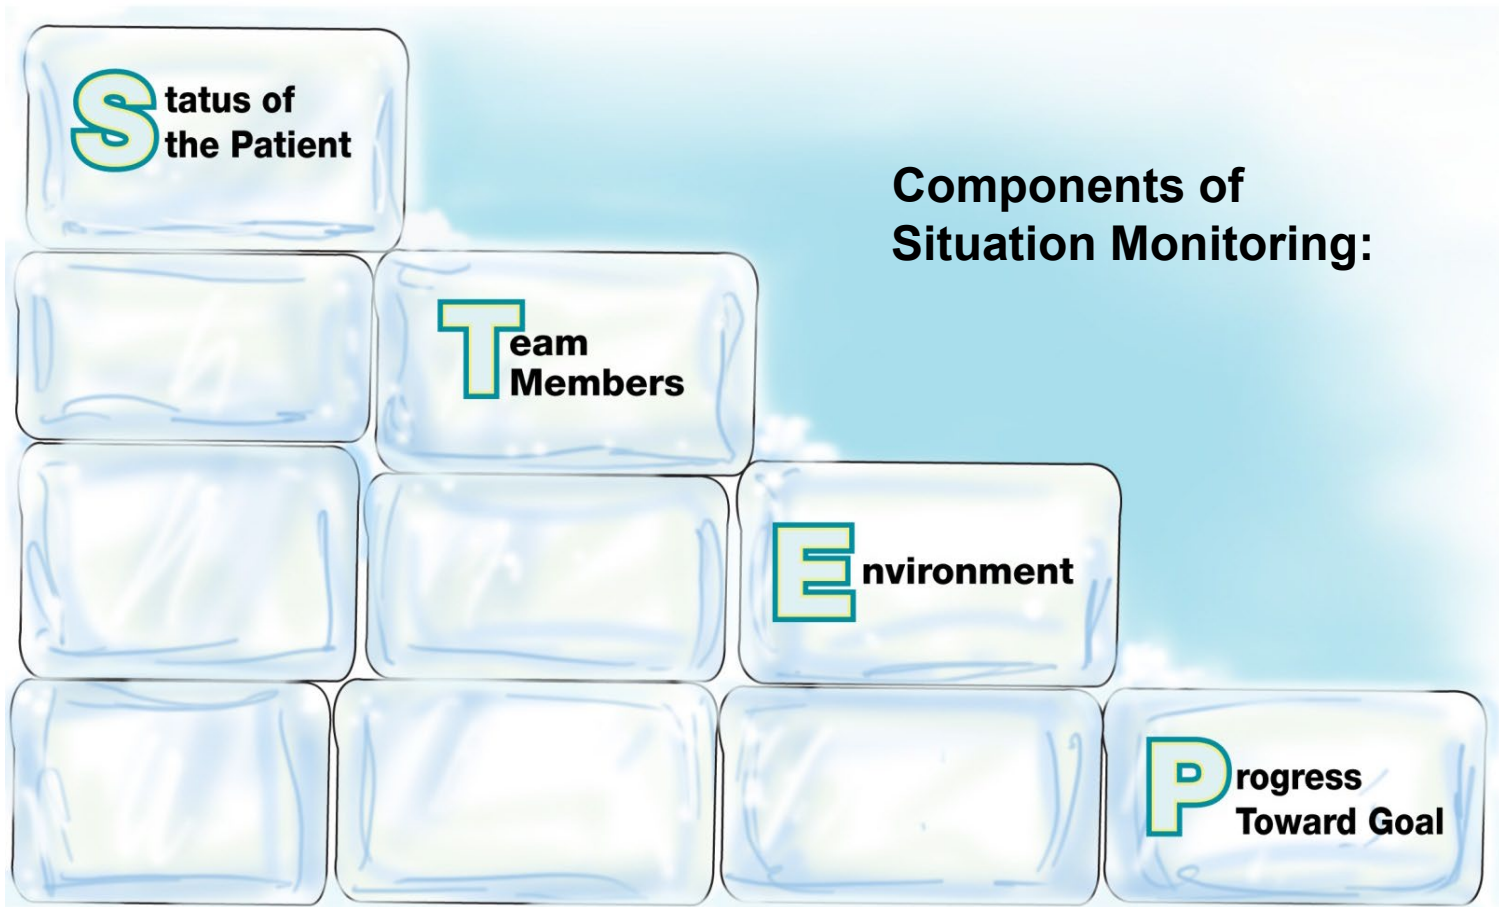 Status of
the Patient
Components of
Situation Monitoring:
Team
Members
Environment
Progress
Toward Goal